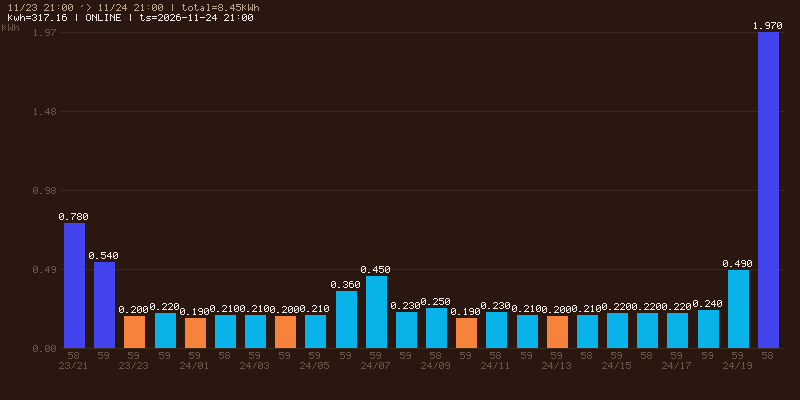 11/23 21:00 -> 11/24 21:00 | total=8.45kWh
Kwh=317.16 | ONLINE | ts=2026-11-24 21:00
kWh
1.97
1.48
0.98
0.49
0.00
0.780 0.540 0.200 0.220 0.190 0.210 0.210 0.200 0.210 0.360 0.450 0.230 0.250 0.190 0.230 0.210 0.200 0.210 0.220 0.220 0.220 0.240 0.490 1.970
58 59 59 59 59 58 59 59 59 59 59 59 58 59 58 59 59 58 59 58 59 59 59 58
23/21 23/23 24/01 24/03 24/05 24/07 24/09 24/11 24/13 24/15 24/17 24/19